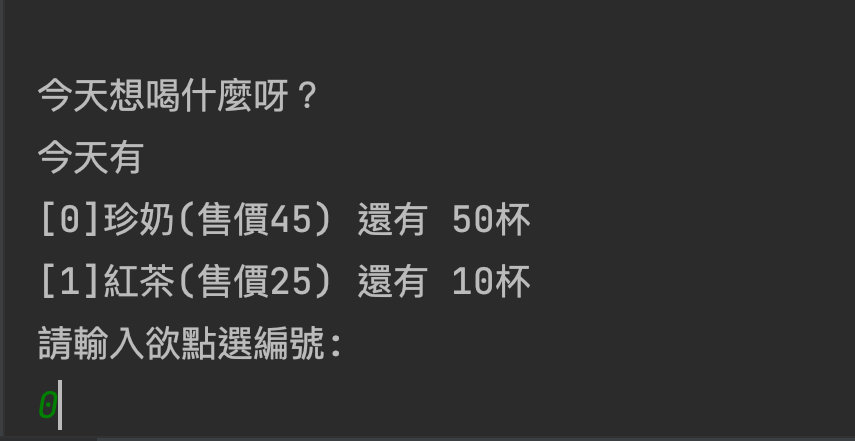 今天想喝什麼呀？
今天有
[0]珍奶(售價45) 還有 50杯
[1]紅茶(售價25) 還有 10杯
請輸入欲點選編號:
0